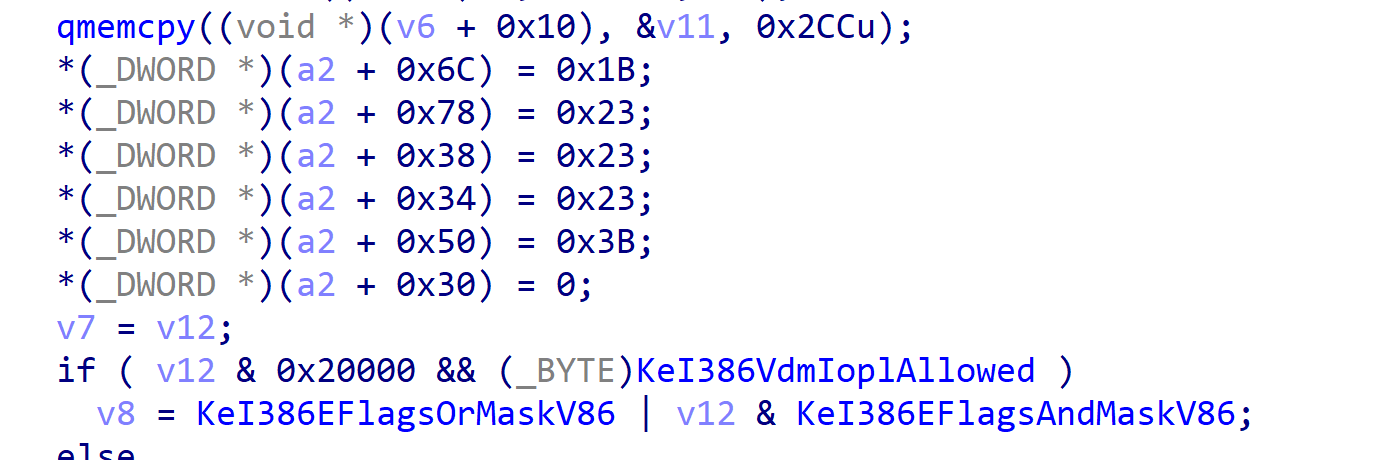 qmemcpy((void *)(v6 + 0x10), &v11, 0x2CCu);
*(_DWORD *)(a2 + 0x6C) = 0x1B;
*(_DWORD *)(a2 + 0x78) = 0x23;
*(_DWORD *)(a2 + 0x38) = 0x23;
*(_DWORD *)(a2 + 0x34) = 0x23;
*(_DWORD *)(a2 + 0x50) = 0x3B;
*(_DWORD *)(a2 + 0x30) = 0;
v7 = v12;
if ( v12 & 0x20000 && (_BYTE)KeI386VdmIoplAllowed )
v8 = KeI386EFlagsOrMaskV86 | v12 & KeI386EFlagsAndMaskV86;
else